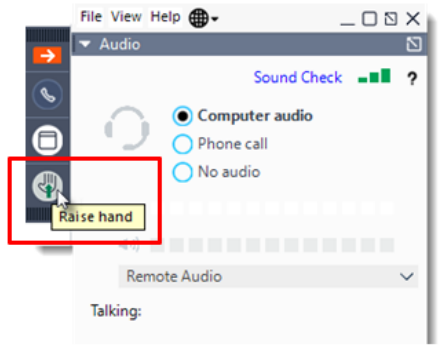 File View Help
Audio
Sound Check ?
Computer audio
Phone call
No audio
Raise hand
Remote Audio
Talking: